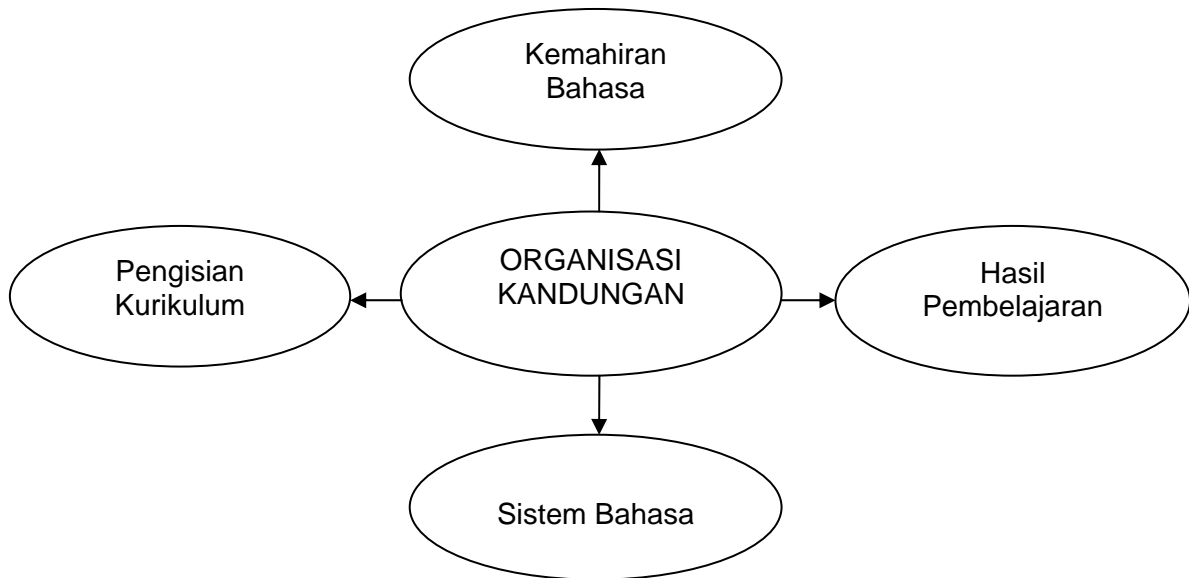 Kemahiran
Bahasa
Pengisian
Kurikulum
ORGANISASI
KANDUNGAN
Hasil
Pembelajaran
Sistem Bahasa